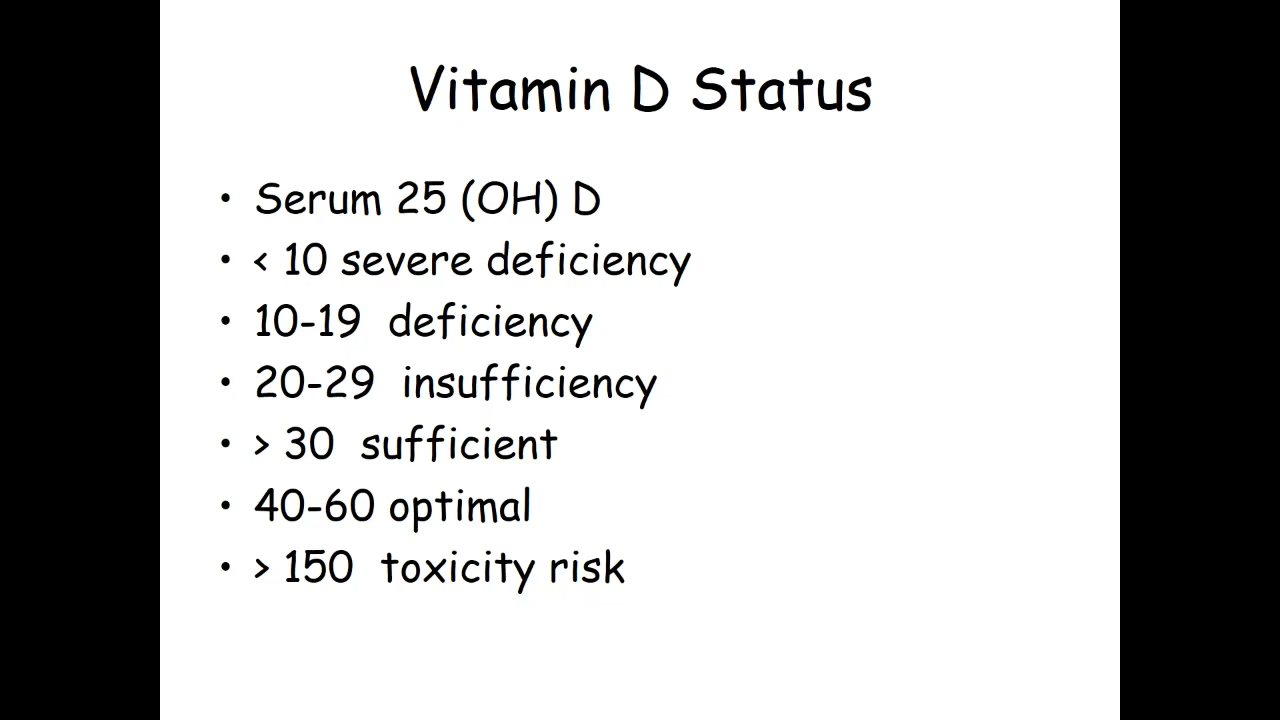 Vitamin D Status
• Serum 25 (OH) D
• < 10 severe deficiency
• 10-19 deficiency
• 20-29 insufficiency
• > 30 sufficient
• 40-60 optimal
• > 150 toxicity risk